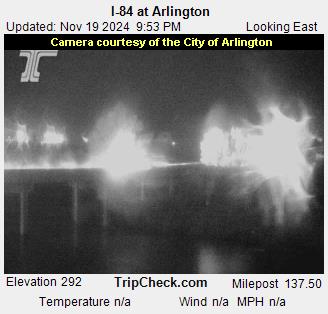 I-84 at Arlington
Updated: Nov 19 2024 9:53 PM Looking East
Camera courtesy of the City of Arlington
Elevation 292 TripCheck.com Milepost 137.50
Temperature n/a Wind n/a MPH n/a